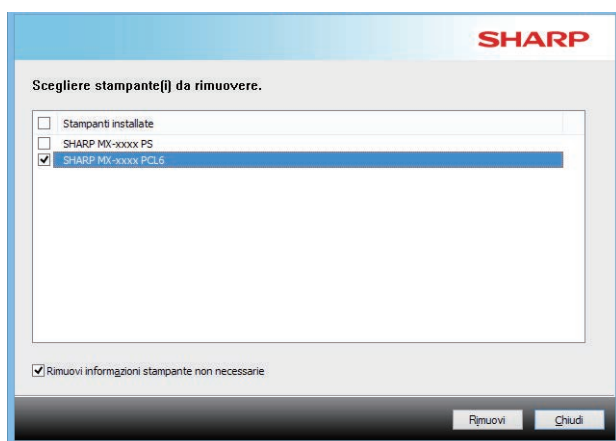 SHARP
Scegliere stampante(i) da rimuovere.
Stampanti installate
SHARP MX-xxxx PS
SHARP MX-xxxx PCL6
Rimuovi informazioni stampante non necessarie
Rimuovi Chiudi